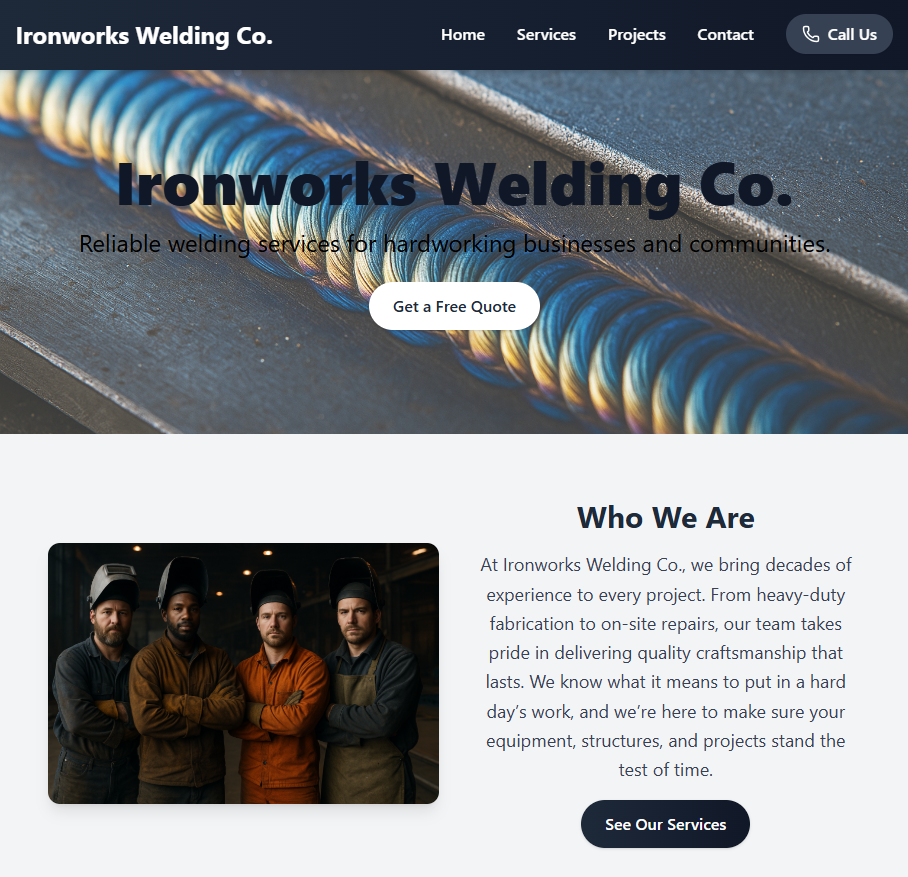 Ironworks Welding Co.
Home
Services
Projects
Contact
Call Us
Ironworks Welding Co.
Reliable welding services for hardworking businesses and communities.
Get a Free Quote
Who We Are
At Ironworks Welding Co., we bring decades of
experience to every project. From heavy-duty
fabrication to on-site repairs, our team takes
pride in delivering quality craftsmanship that
lasts. We know what it means to put in a hard
day’s work, and we’re here to make sure your
equipment, structures, and projects stand the
test of time.
See Our Services